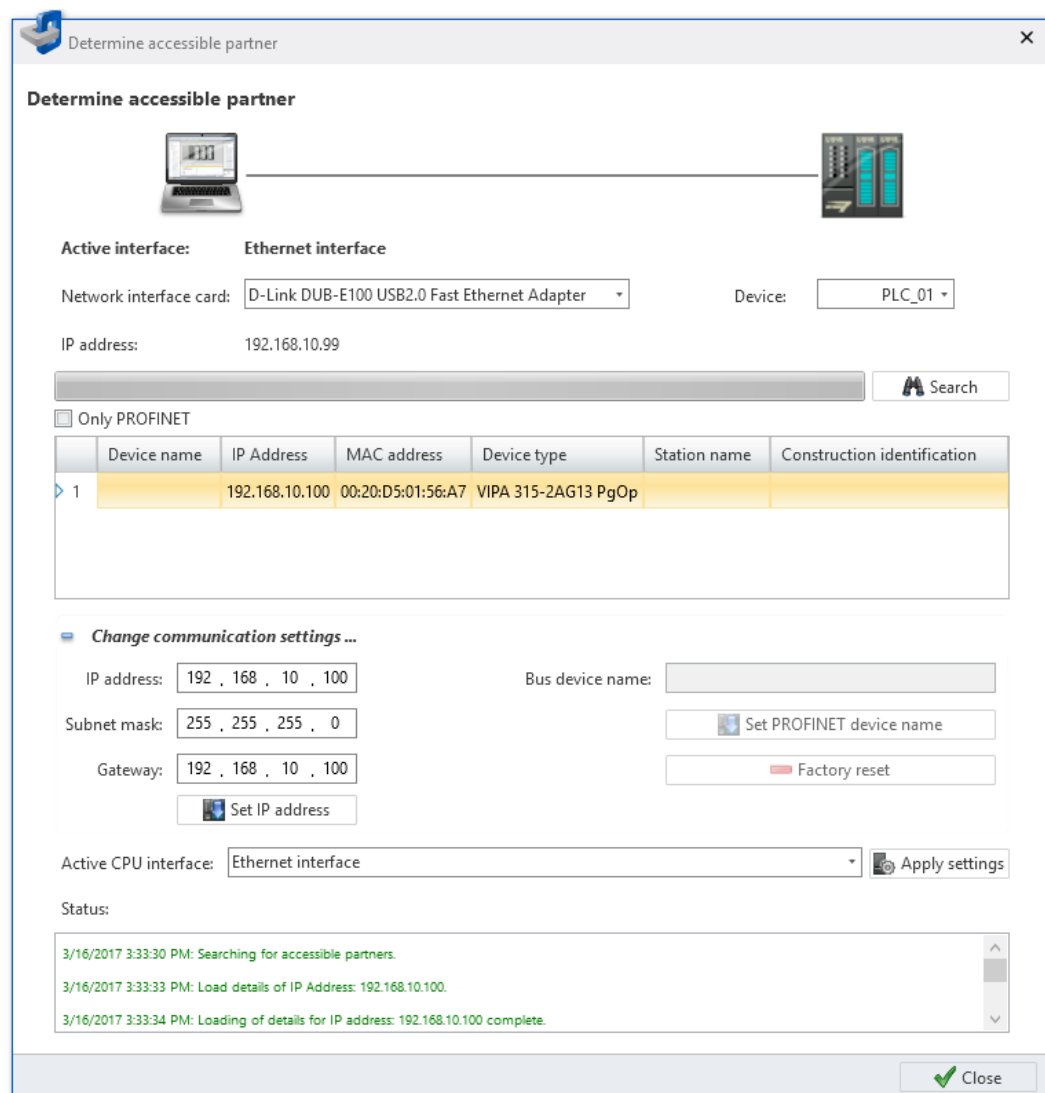 Determine accessible partner
Determine accessible partner
Active interface: Ethernet interface
Network interface card: D-Link DUB-E100 USB2.0 Fast Ethernet Adapter Device: PLC_01
IP address: 192.168.10.99
Search
Only PROFINET
Device name IP Address MAC address Device type Station name Construction identification
1 192.168.10.100 00:20:D5:01:56:A7 VIPA 315-2AG13 PgOp
Change communication settings ...
IP address: 192 . 168 . 10 . 100 Bus device name:
Subnet mask: 255 . 255 . 255 . 0 Set PROFINET device name
Gateway: 192 . 168 . 10 . 100 Factory reset
Set IP address
Active CPU interface: Ethernet interface Apply settings
Status:
3/16/2017 3:33:30 PM: Searching for accessible partners.
3/16/2017 3:33:33 PM: Load details of IP Address: 192.168.10.100.
3/16/2017 3:33:34 PM: Loading of details for IP address: 192.168.10.100 complete.
Close